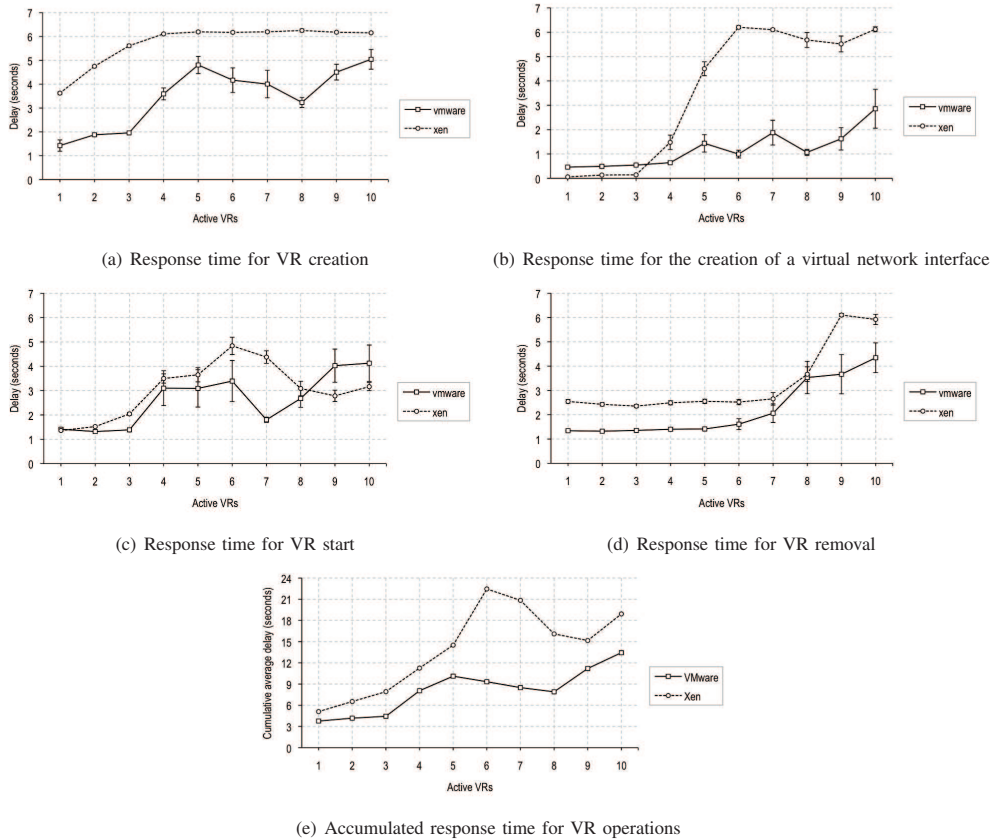 7
6
5
4
3
2
1
0
Delay (seconds)
1 2 3 4 5 6 7 8 9 10
Active VRs
vmware
xen
(a) Response time for VR creation
7
6
5
4
3
2
1
0
Delay (seconds)
1 2 3 4 5 6 7 8 9 10
Active VRs
vmware
xen
(b) Response time for the creation of a virtual network interface
7
6
5
4
3
2
1
0
Delay (seconds)
1 2 3 4 5 6 7 8 9 10
Active VRs
vmware
xen
(c) Response time for VR start
7
6
5
4
3
2
1
0
Delay (seconds)
1 2 3 4 5 6 7 8 9 10
Active VRs
vmware
xen
(d) Response time for VR removal
24
21
18
15
12
9
6
3
0
Cumulative average delay (seconds)
1 2 3 4 5 6 7 8 9 10
Active VRs
VMware
Xen
(e) Accumulated response time for VR operations